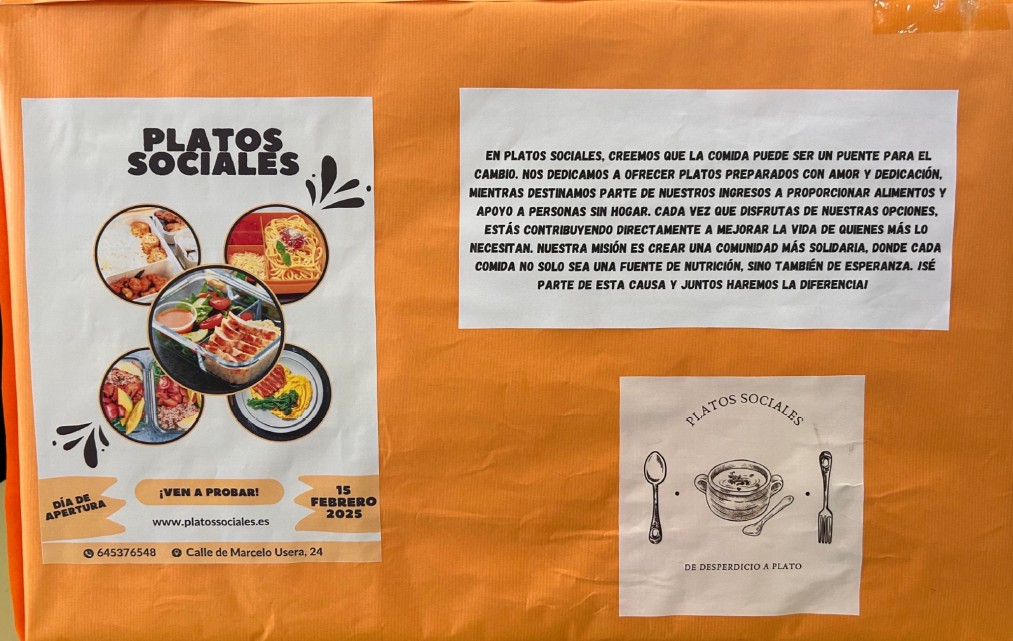 PLATOS
SOCIALES
DÍA DE
APERTURA
¡VEN A PROBAR!
15
FEBRERO
2025
www.platossociales.es
645376548 Calle de Marcelo Usera, 24
EN PLATOS SOCIALES, CREEMOS QUE LA COMIDA PUEDE SER UN PUENTE PARA EL
CAMBIO. NOS DEDICAMOS A OFRECER PLATOS PREPARADOS CON AMOR Y DEDICACIÓN,
MIENTRAS DESTINAMOS PARTE DE NUESTROS INGRESOS A PROPORCIONAR ALIMENTOS Y
APOYO A PERSONAS SIN HOGAR. CADA VEZ QUE DISFRUTAS DE NUESTRAS OPCIONES,
ESTÁS CONTRIBUYENDO DIRECTAMENTE A MEJORAR LA VIDA DE QUIENES MÁS LO
NECESITAN. NUESTRA MISIÓN ES CREAR UNA COMUNIDAD MÁS SOLIDARIA, DONDE CADA
COMIDA NO SOLO SEA UNA FUENTE DE NUTRICIÓN, SINO TAMBIÉN DE ESPERANZA. ¡SÉ
PARTE DE ESTA CAUSA Y JUNTOS HAREMOS LA DIFERENCIA!
PLATOS SOCIALES
DE DESPERDICIO A PLATO